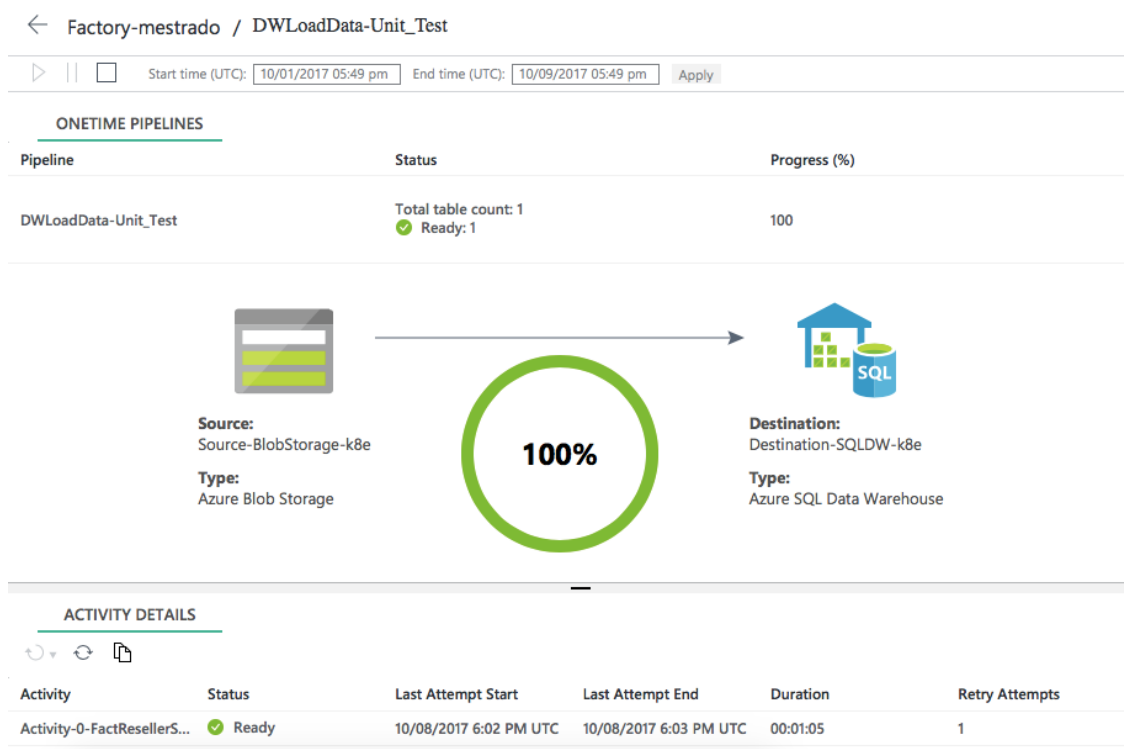 Factory-mestrado / DWLoadData-Unit_Test
Start time (UTC): 10/01/2017 05:49 pm End time (UTC): 10/09/2017 05:49 pm Apply
ONETIME PIPELINES
Pipeline Status Progress (%)
Total table count: 1
DWLoadData-Unit_Test Ready: 1 100
SQL
100%
Source:
Source-BlobStorage-k8e
Type:
Azure Blob Storage
Destination:
Destination-SQLDW-k8e
Type:
Azure SQL Data Warehouse
ACTIVITY DETAILS
Activity Status Last Attempt Start Last Attempt End Duration Retry Attempts
Activity-0-FactResellerS... Ready 10/08/2017 6:02 PM UTC 10/08/2017 6:03 PM UTC 00:01:05 1